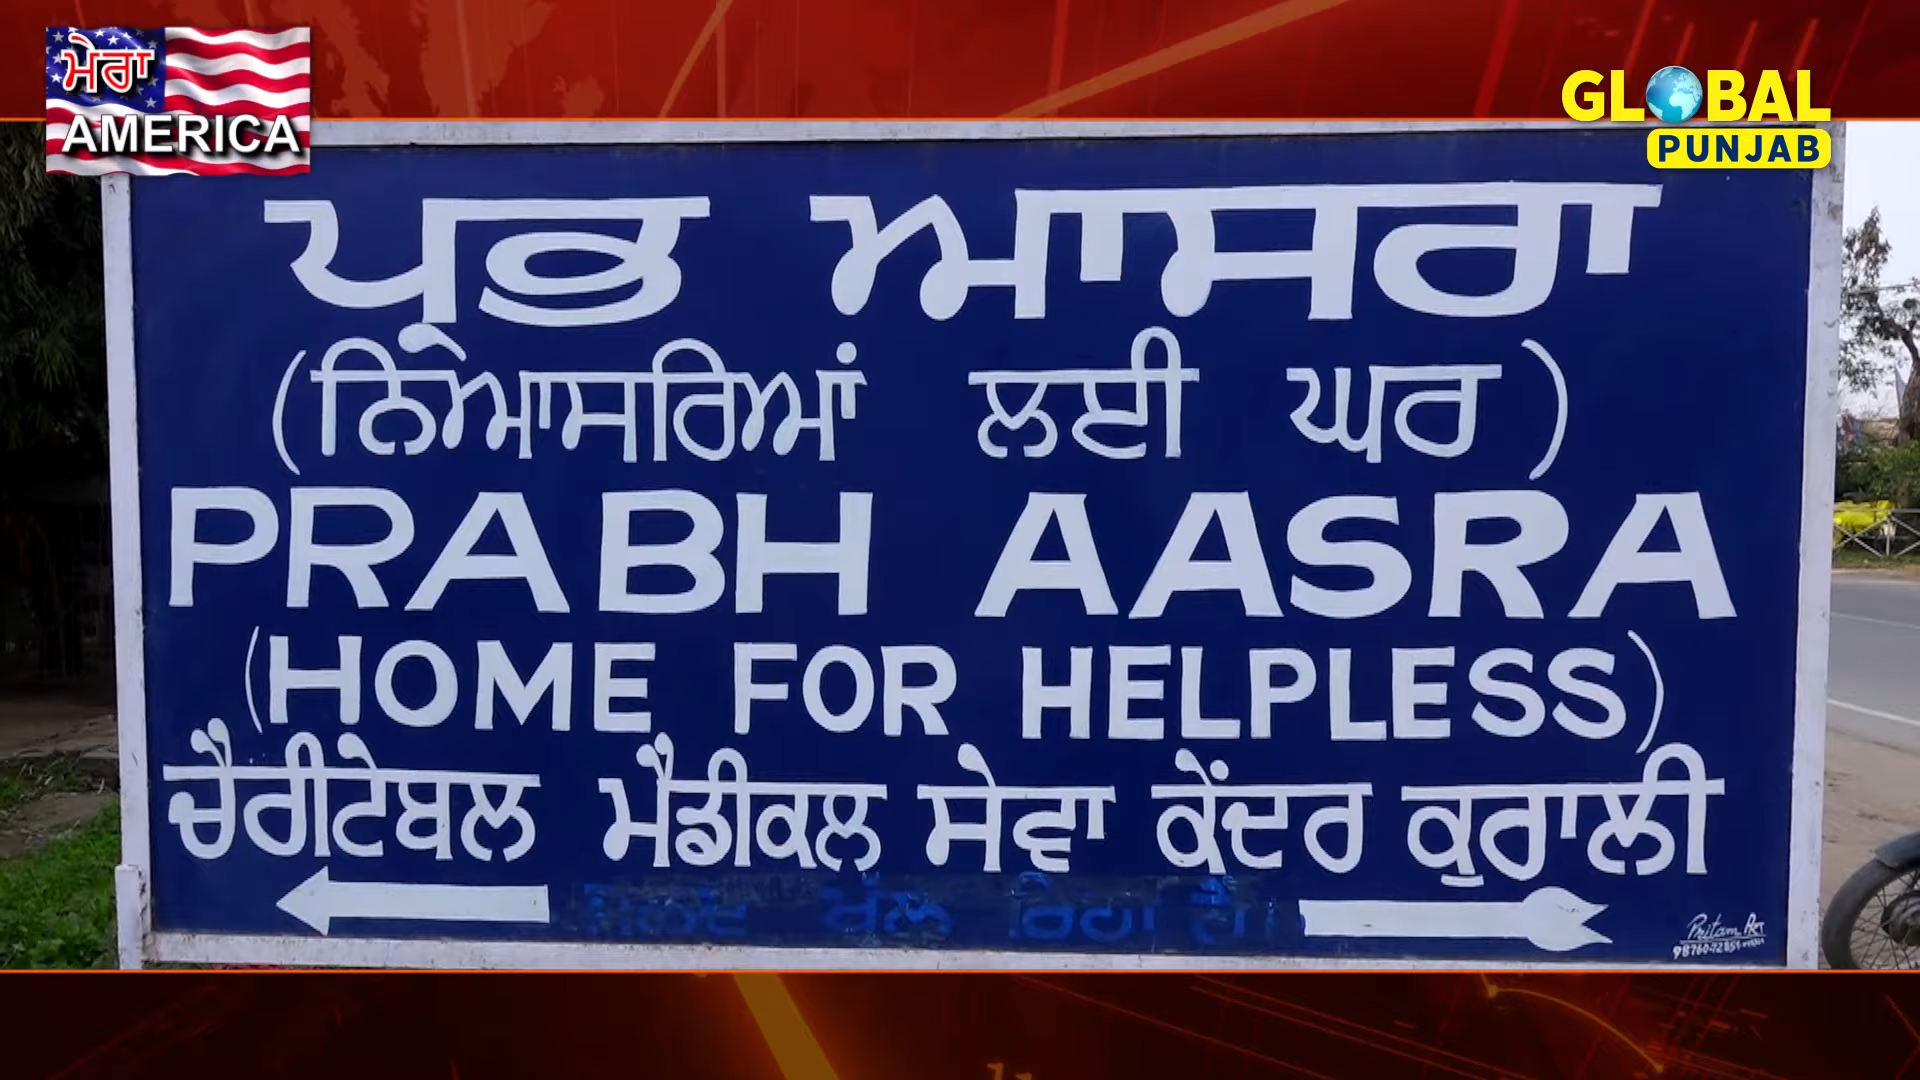 ਮੇਰਾ
AMERICA
GLOBAL
PUNJAB
ਪ੍ਰਭ ਆਸਰਾ
(ਨਿਆਸਰਿਆਂ ਲਈ ਘਰ)
PRABH AASRA
(HOME FOR HELPLESS)
ਚੈਰੀਟੇਬਲ ਮੈਡੀਕਲ ਸੇਵਾ ਕੇਂਦਰ ਕੁਰਾਲੀ
Pritam Art